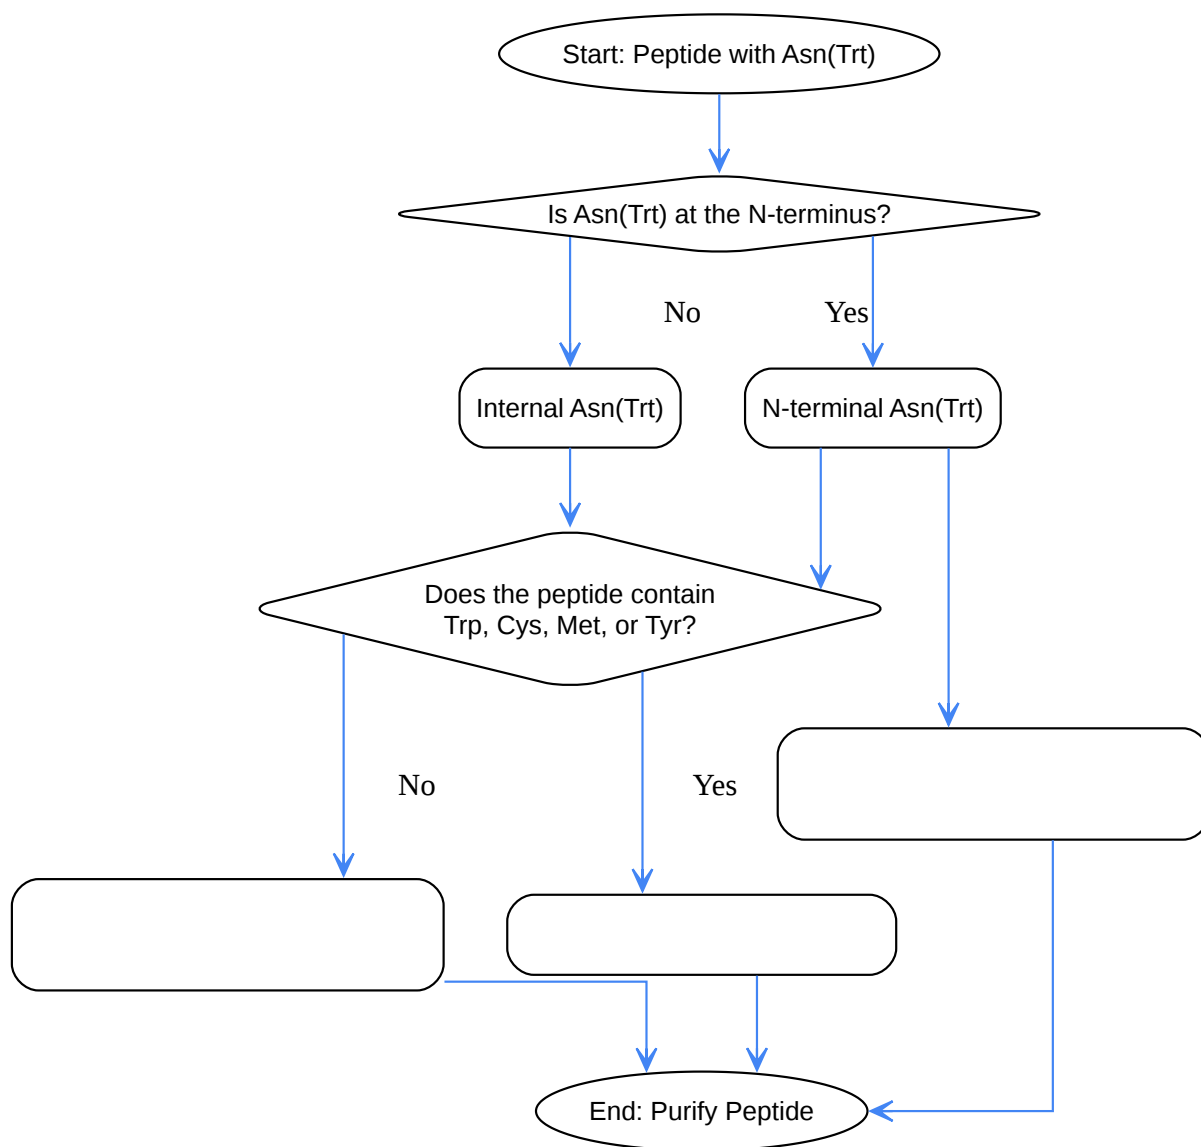 Start: Peptide with Asn(Trt)
Is Asn(Trt) at the N-terminus?
No
Yes
Internal Asn(Trt)
N-terminal Asn(Trt)
Does the peptide contain
Trp, Cys, Met, or Tyr?
No
Yes
End: Purify Peptide